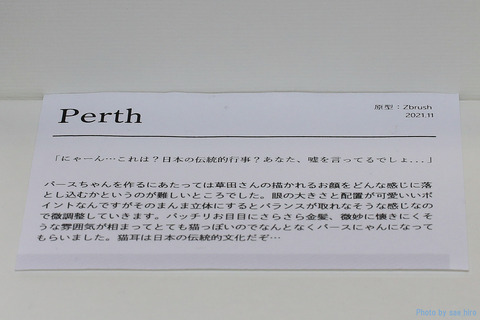 Perth
原型：Zbrush
2021.11
「にゃーん…これは？日本の伝統的行事？あなた、嘘を言ってるでしょ...」
パースちゃんを作るにあたっては草田さんの描かれるお顔をどんな感じに落
とし込むかというのが難しいところでした。眼の大きさと配置が可愛いいポ
イントなんですがそのまんま立体にするとバランスが取れなそうな感じなの
で微調整していきます。パッチリお目目にさらさら金髪、微妙に懐きにくそ
うな雰囲気が相まってとても猫っぽいのでなんとなくパースにゃんになって
もらいました。猫耳は日本の伝統的文化だぞ…
Photo by sae hiro